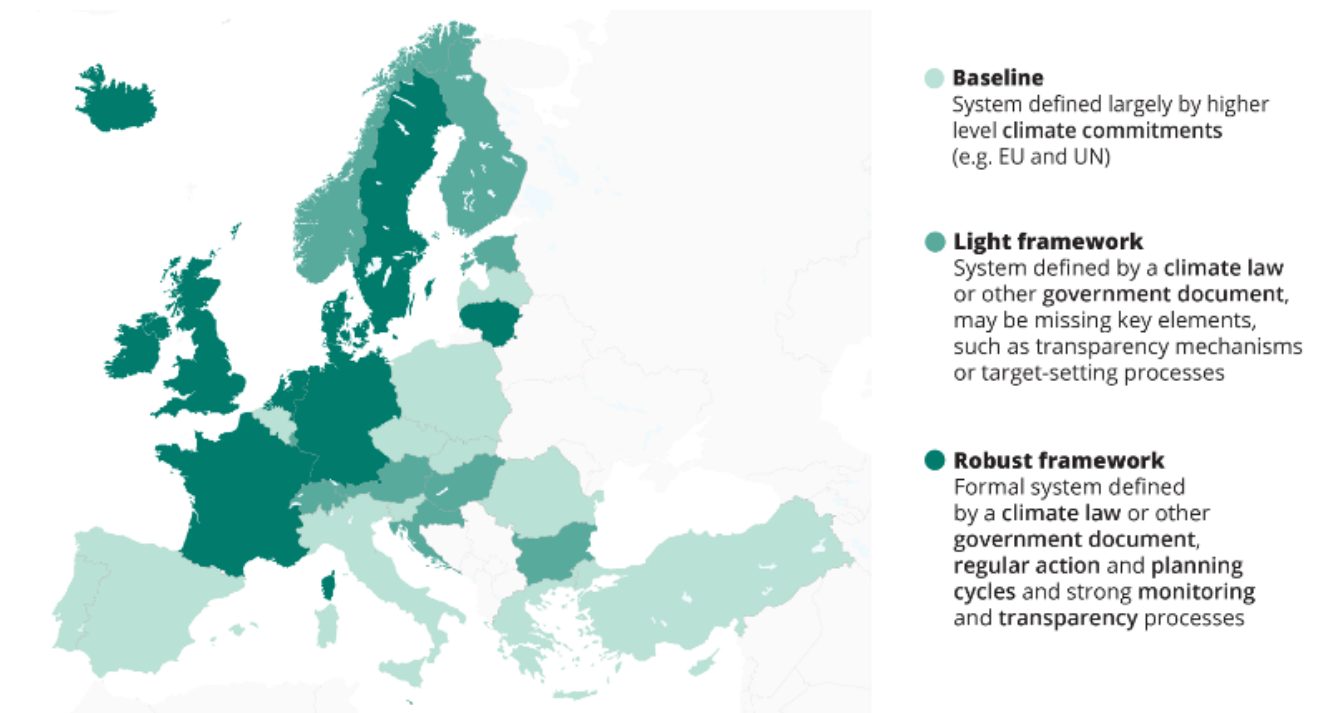 Baseline
System defined largely by higher
level climate commitments
(e.g. EU and UN)
Light framework
System defined by a climate law
or other government document,
may be missing key elements,
such as transparency mechanisms
or target-setting processes
Robust framework
Formal system defined
by a climate law or other
government document,
regular action and planning
cycles and strong monitoring
and transparency processes